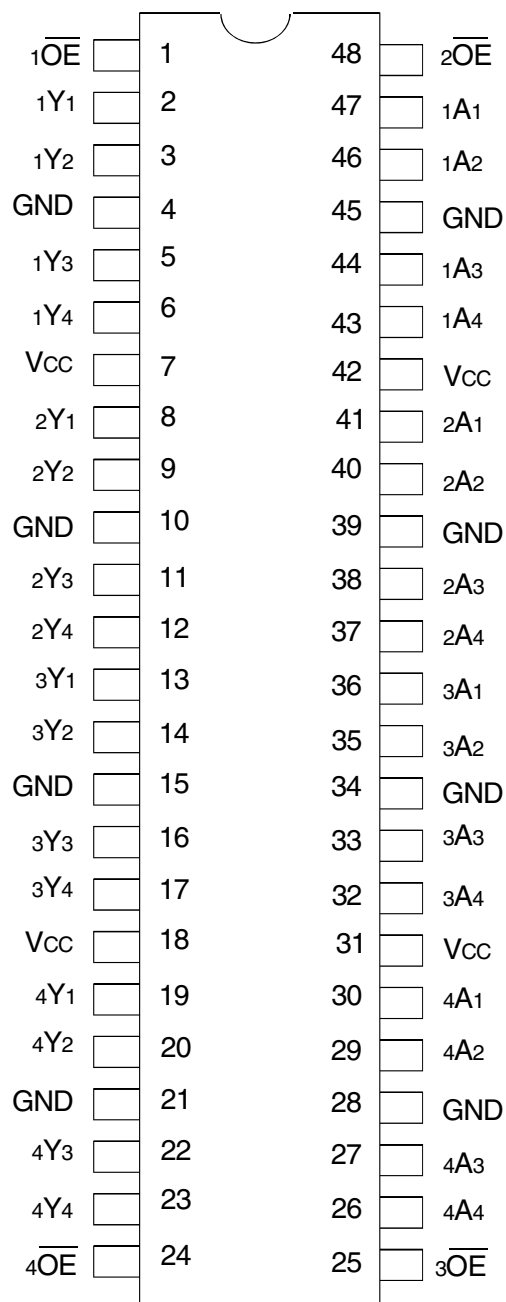 1O̅E̅ 1 48 2O̅E̅
1Y1 2 47 1A1
1Y2 3 46 1A2
GND 4 45 GND
1Y3 5 44 1A3
1Y4 6 43 1A4
VCC 7 42 VCC
2Y1 8 41 2A1
2Y2 9 40 2A2
GND 10 39 GND
2Y3 11 38 2A3
2Y4 12 37 2A4
3Y1 13 36 3A1
3Y2 14 35 3A2
GND 15 34 GND
3Y3 16 33 3A3
3Y4 17 32 3A4
VCC 18 31 VCC
4Y1 19 30 4A1
4Y2 20 29 4A2
GND 21 28 GND
4Y3 22 27 4A3
4Y4 23 26 4A4
4O̅E̅ 24 25 3O̅E̅